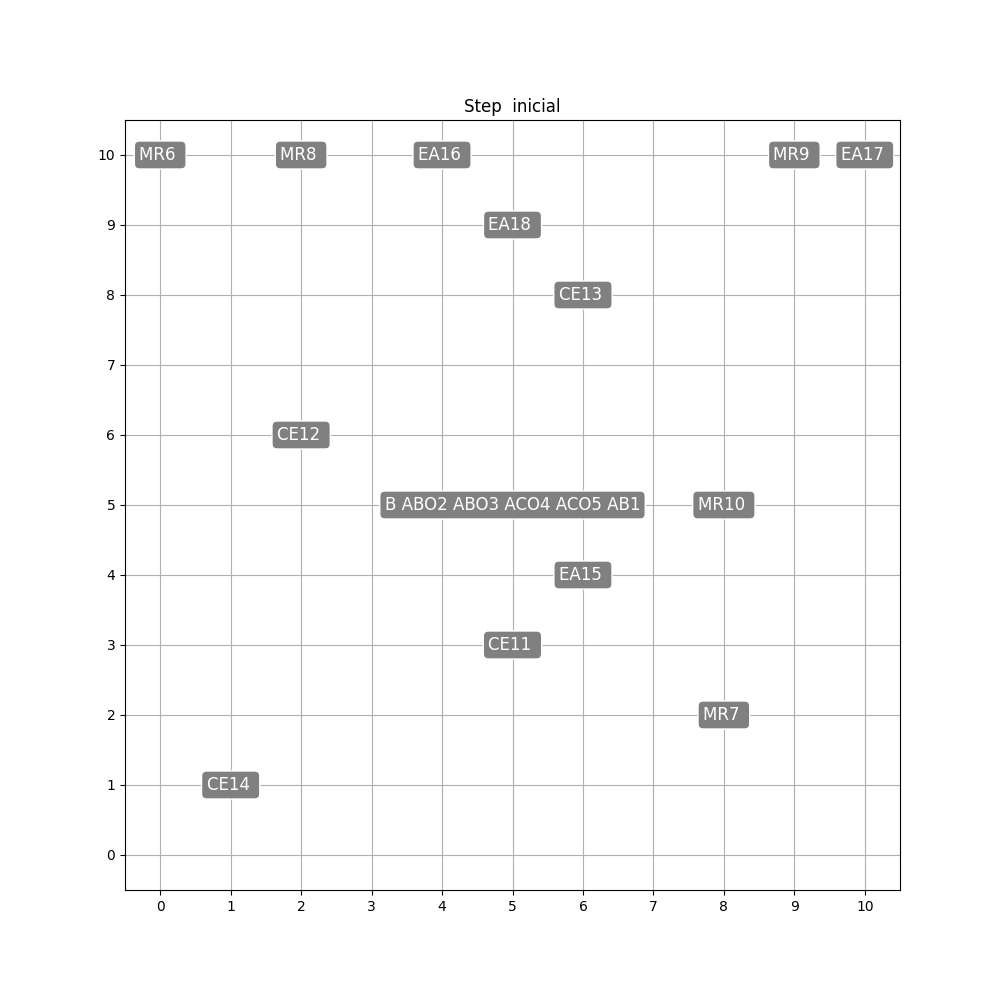 Step inicial
10 MR6 MR8 EA16 MR9 EA17
9 EA18
8 CE13
7
6 CE12
5 B ABO2 ABO3 ACO4 ACO5 AB1 MR10
4 EA15
3 CE11
2 MR7
1 CE14
0
0 1 2 3 4 5 6 7 8 9 10